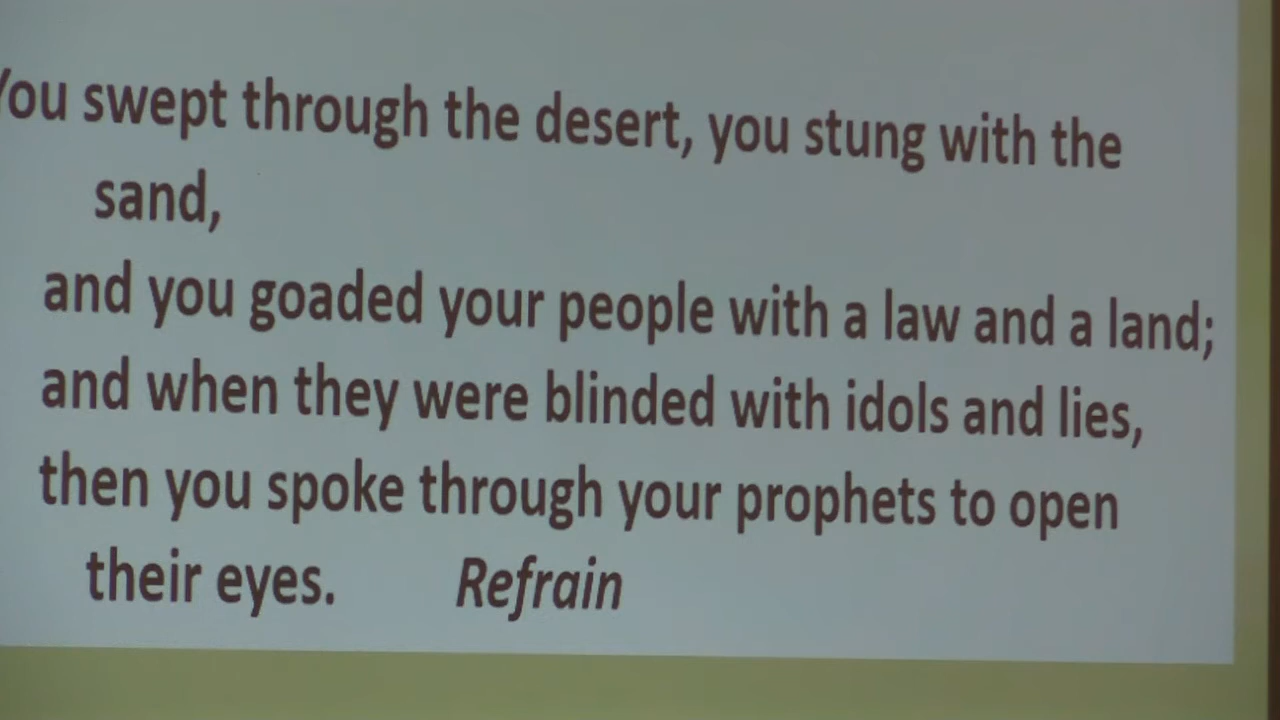 You swept through the desert, you stung with the
sand,
and you goaded your people with a law and a land;
and when they were blinded with idols and lies,
then you spoke through your prophets to open
their eyes. Refrain